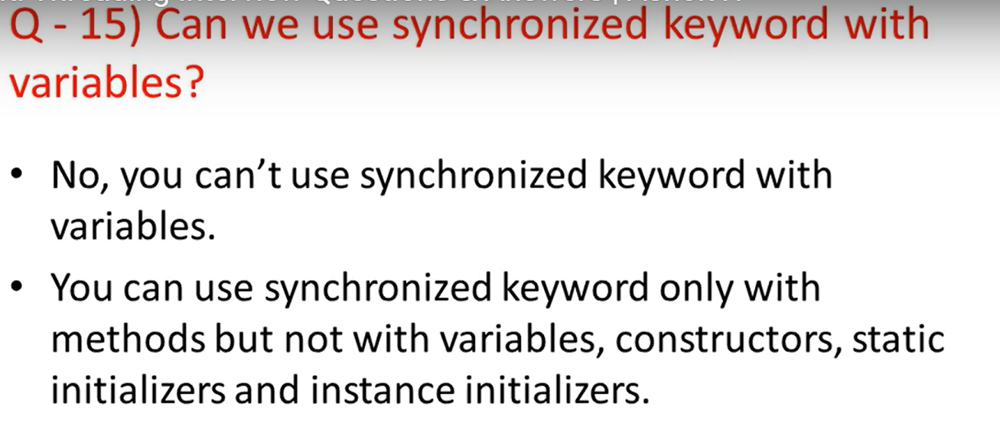 Q - 15) Can we use synchronized keyword with
variables?
• No, you can’t use synchronized keyword with
variables.
• You can use synchronized keyword only with
methods but not with variables, constructors, static
initializers and instance initializers.